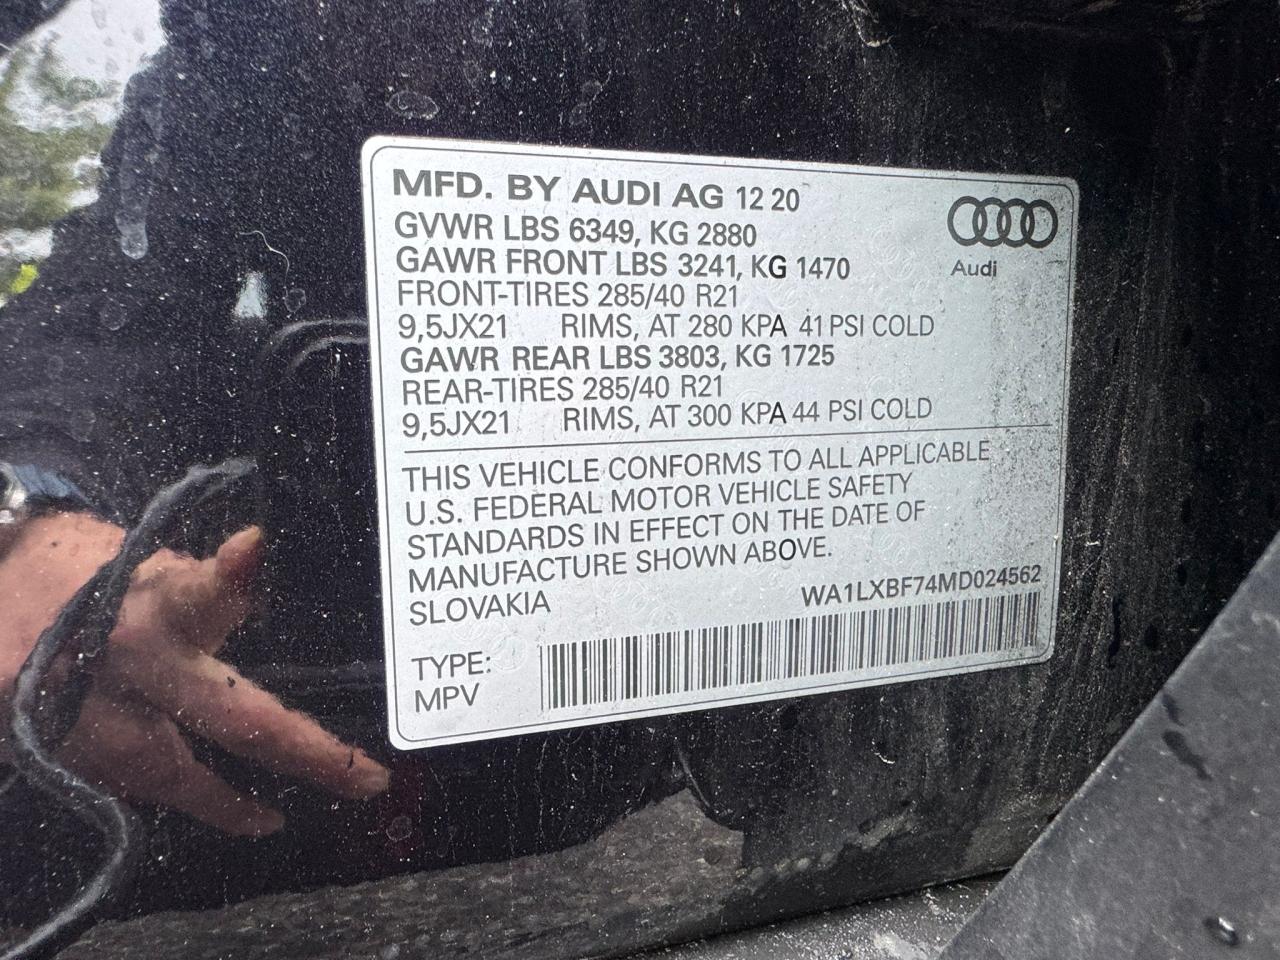 MFD. BY AUDI AG 12 20
GVWR LBS 6349, KG 2880
GAWR FRONT LBS 3241, KG 1470
FRONT-TIRES 285/40 R21
9,5JX21 RIMS, AT 280 KPA 41 PSI COLD
GAWR REAR LBS 3803, KG 1725
REAR-TIRES 285/40 R21
9,5JX21 RIMS, AT 300 KPA 44 PSI COLD
Audi
THIS VEHICLE CONFORMS TO ALL APPLICABLE
U.S. FEDERAL MOTOR VEHICLE SAFETY
STANDARDS IN EFFECT ON THE DATE OF
MANUFACTURE SHOWN ABOVE.
SLOVAKIA WA1LXBF74MD024562
TYPE:
MPV